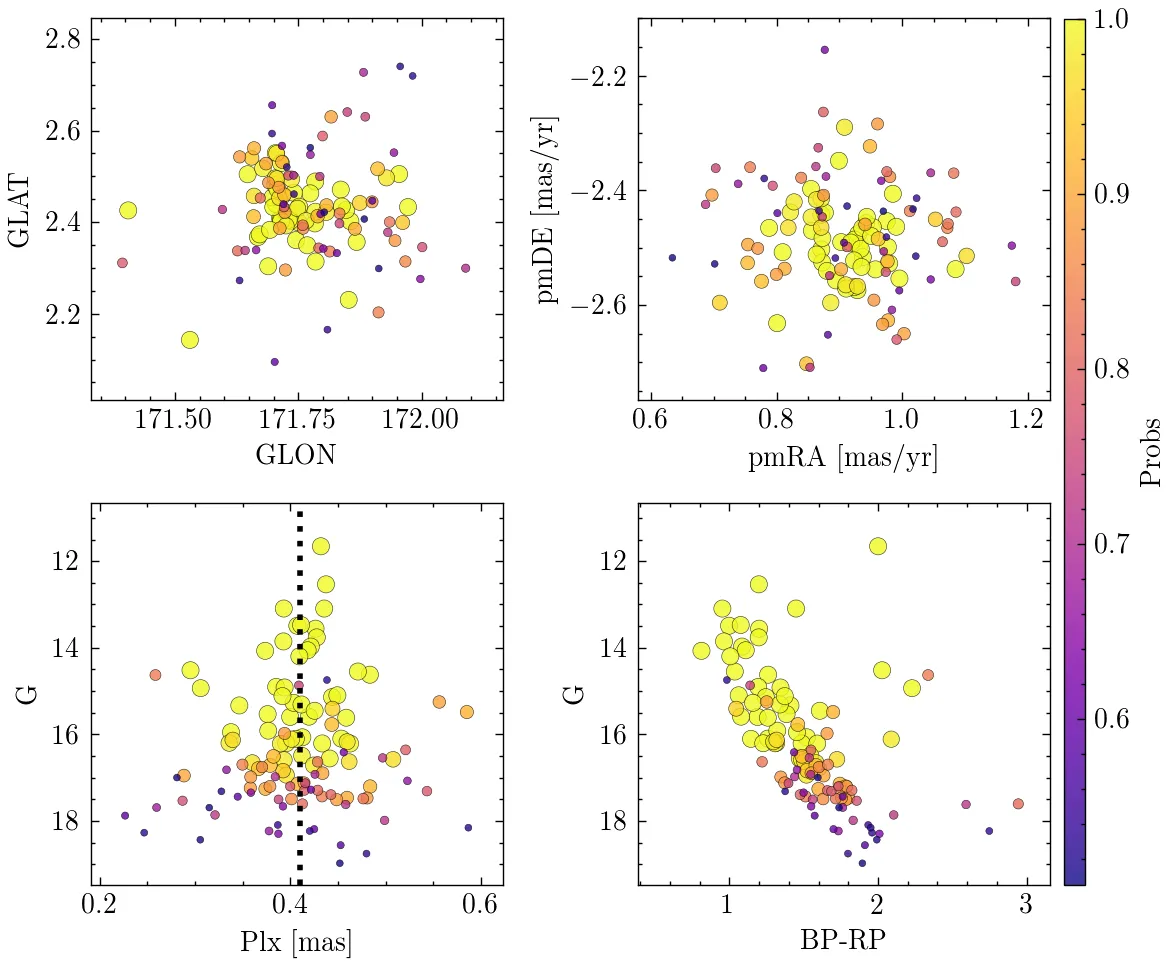 2.8
2.6
2.4
2.2
GLAT
171.50 171.75 172.00
GLON
−2.2
−2.4
−2.6
pmDE [mas/yr]
0.6 0.8 1.0 1.2
pmRA [mas/yr]
12
14
16
18
G
0.2 0.4 0.6
Plx [mas]
12
14
16
18
G
1 2 3
BP-RP
1.0
0.9
0.8
0.7
0.6
Probs